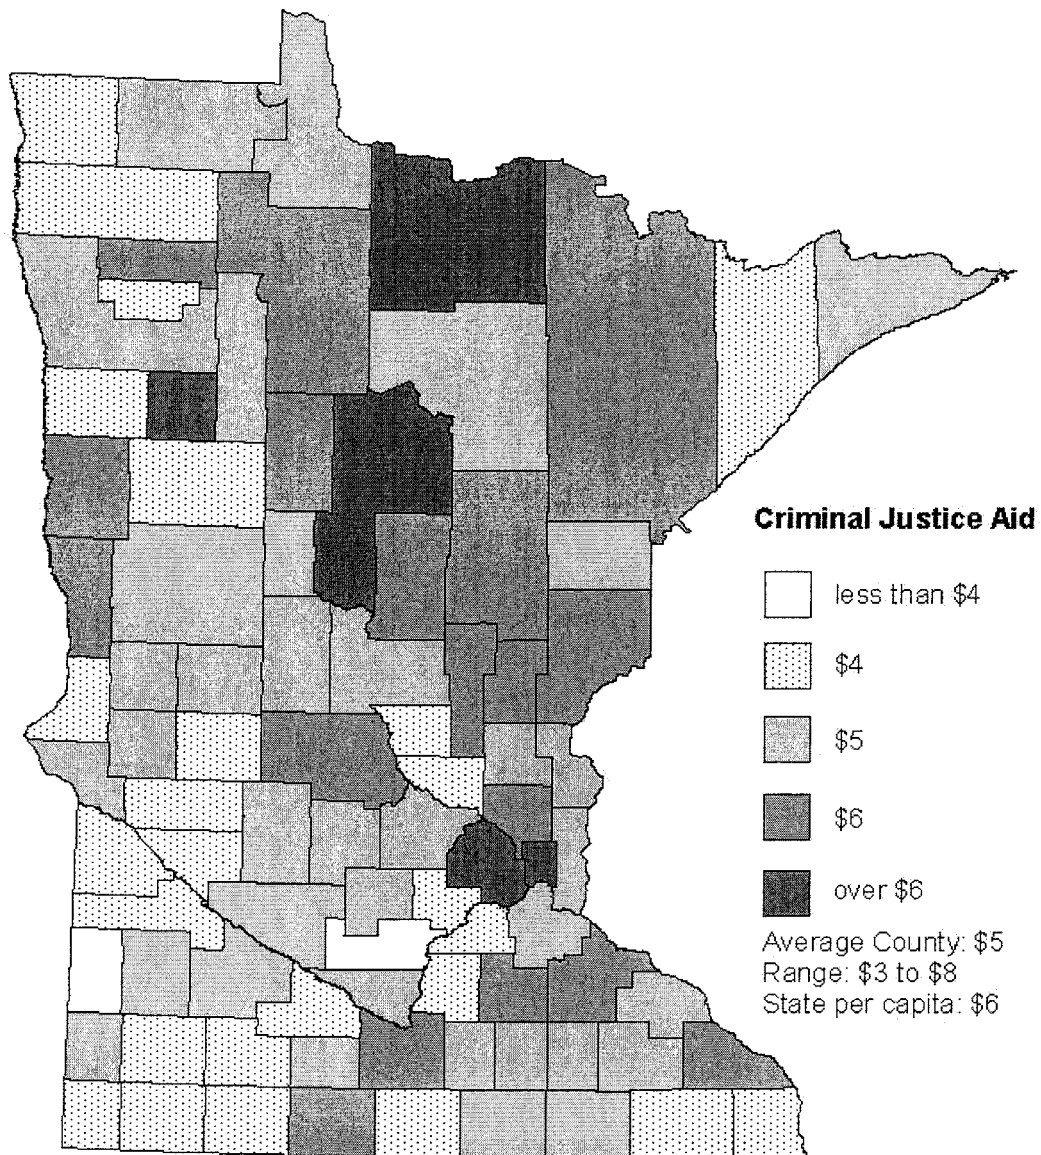 Criminal Justice Aid
less than $4
$4
$5
$6
over $6
Average County: $5
Range: $3 to $8
State per capita: $6